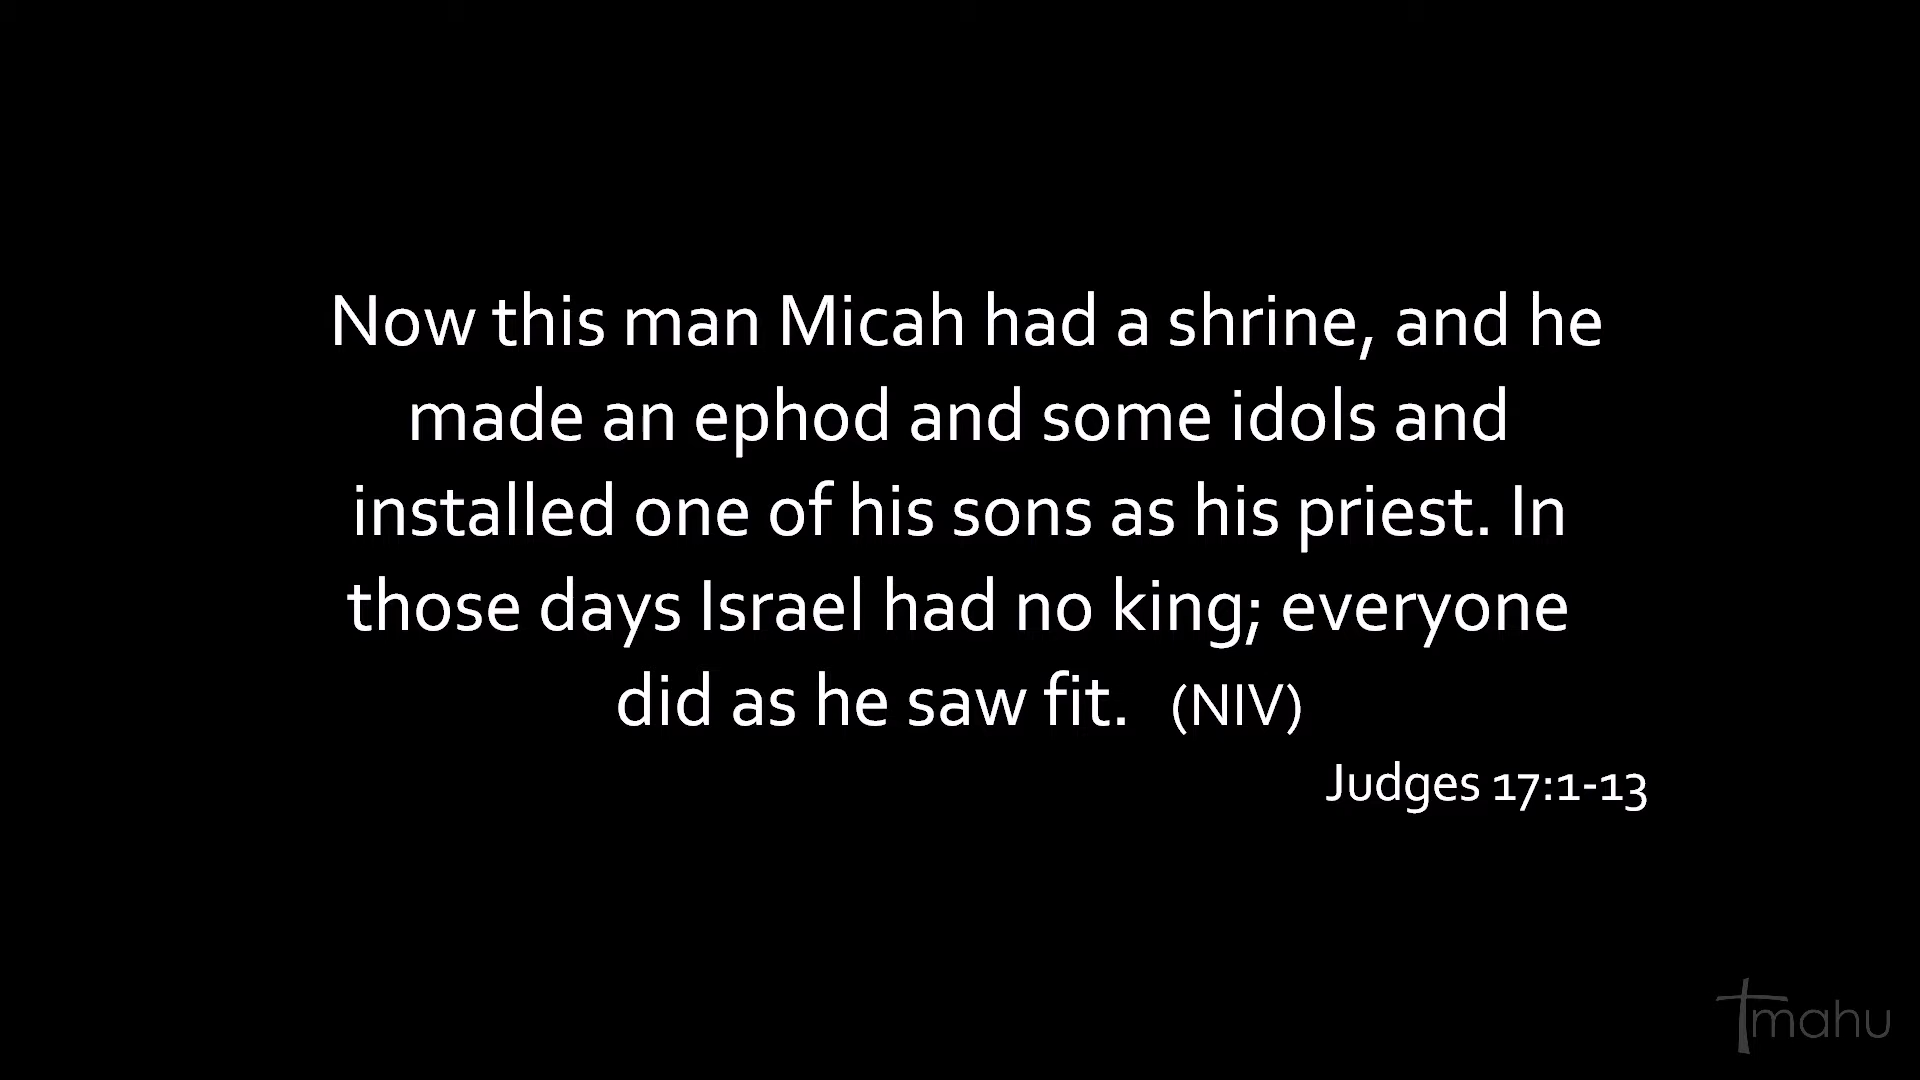 Now this man Micah had a shrine, and he
made an ephod and some idols and
installed one of his sons as his priest. In
those days Israel had no king; everyone
did as he saw fit. (NIV)
Judges 17:1-13
mahu